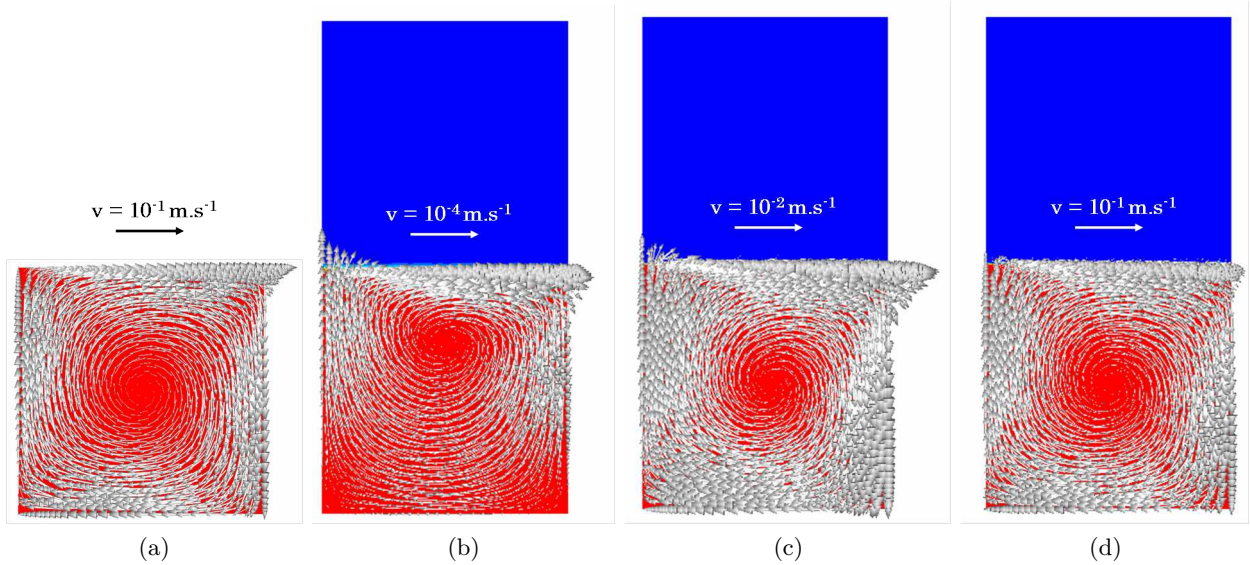 v = 10⁻¹ m.s⁻¹
v = 10⁻⁴ m.s⁻¹
v = 10⁻² m.s⁻¹
v = 10⁻¹ m.s⁻¹
(a)
(b)
(c)
(d)